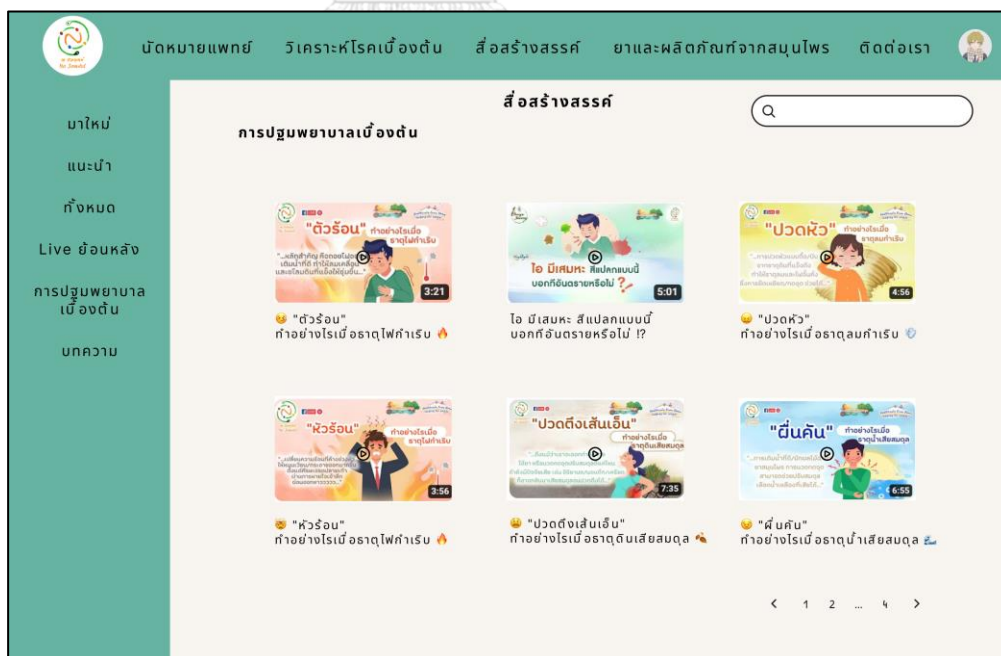 นัดหมายแพทย์ วิเคราะห์โรคเบื้องต้น สื่อสร้างสรรค์ ยาและผลิตภัณฑ์จากสมุนไพร ติดต่อเรา
มาใหม่
แนะนำ
ทั้งหมด
Live ย้อนหลัง
การปฐมพยาบาล
เบื้องต้น
บทความ
สื่อสร้างสรรค์
การปฐมพยาบาลเบื้องต้น
"ตัวร้อน" ทำอย่างไรเมื่อ
ธาตุไฟกำเริบ
3:21
😚 "ตัวร้อน"
ทำอย่างไรเมื่อธาตุไฟกำเริบ 🔥
ไอ มีเสมหะ สีแปลกแบบนี้
บอกทีอันตรายหรือไม่ ?
5:01
ไอ มีเสมหะ สีแปลกแบบนี้
บอกทีอันตรายหรือไม่ !?
"ปวดหัว" ทำอย่างไรเมื่อ
ธาตุลมกำเริบ
4:56
"ปวดหัว"
ทำอย่างไรเมื่อธาตุลมกำเริบ
"หัวร้อน" ทำอย่างไรเมื่อ
ธาตุไฟกำเริบ
3:56
"หัวร้อน"
ทำอย่างไรเมื่อธาตุไฟกำเริบ 🔥
"ปวดตึงเส้นเอ็น"
ทำอย่างไรเมื่อ
ธาตุดินเสียสมดุล
7:35
"ปวดตึงเส้นเอ็น"
ทำอย่างไรเมื่อธาตุดินเสียสมดุล
"ผื่นคัน" ทำอย่างไรเมื่อ
ธาตุน้ำเสียสมดุล
6:55
"ผื่นคัน"
ทำอย่างไรเมื่อธาตุน้ำเสียสมดุล
< 1 2 ... 4 >